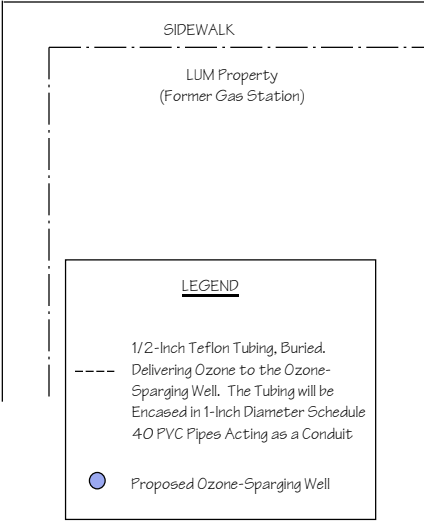 SIDEWALK
LUM Property
(Former Gas Station)
LEGEND
1/2-Inch Teflon Tubing, Buried.
Delivering Ozone to the Ozone-
Sparging Well. The Tubing will be
Encased in 1-Inch Diameter Schedule
40 PVC Pipes Acting as a Conduit
Proposed Ozone-Sparging Well